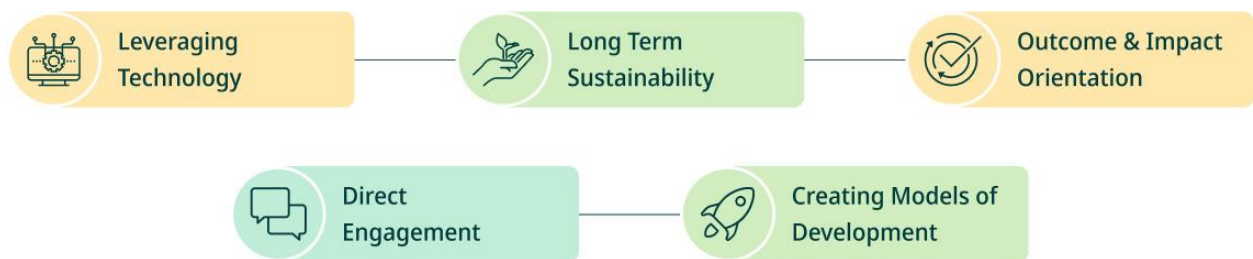 Leveraging
Technology
Long Term
Sustainability
Outcome & Impact
Orientation
Direct
Engagement
Creating Models of
Development